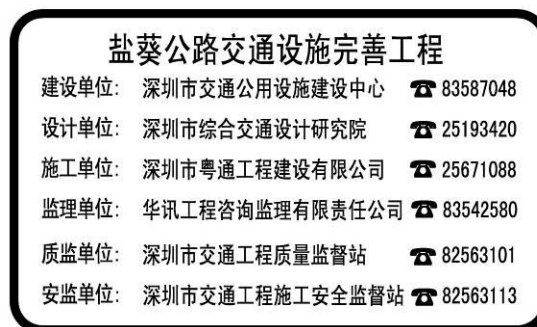 盐葵公路交通设施完善工程
建设单位: 深圳市交通公用设施建设中心 ☎ 83587048
设计单位: 深圳市综合交通设计研究院 ☎ 25193420
施工单位: 深圳市粤通工程建设有限公司 ☎ 25671088
监理单位: 华讯工程咨询监理有限责任公司 ☎ 83542580
质监单位: 深圳市交通工程质量监督站 ☎ 82563101
安监单位: 深圳市交通工程施工安全监督站 ☎ 82563113